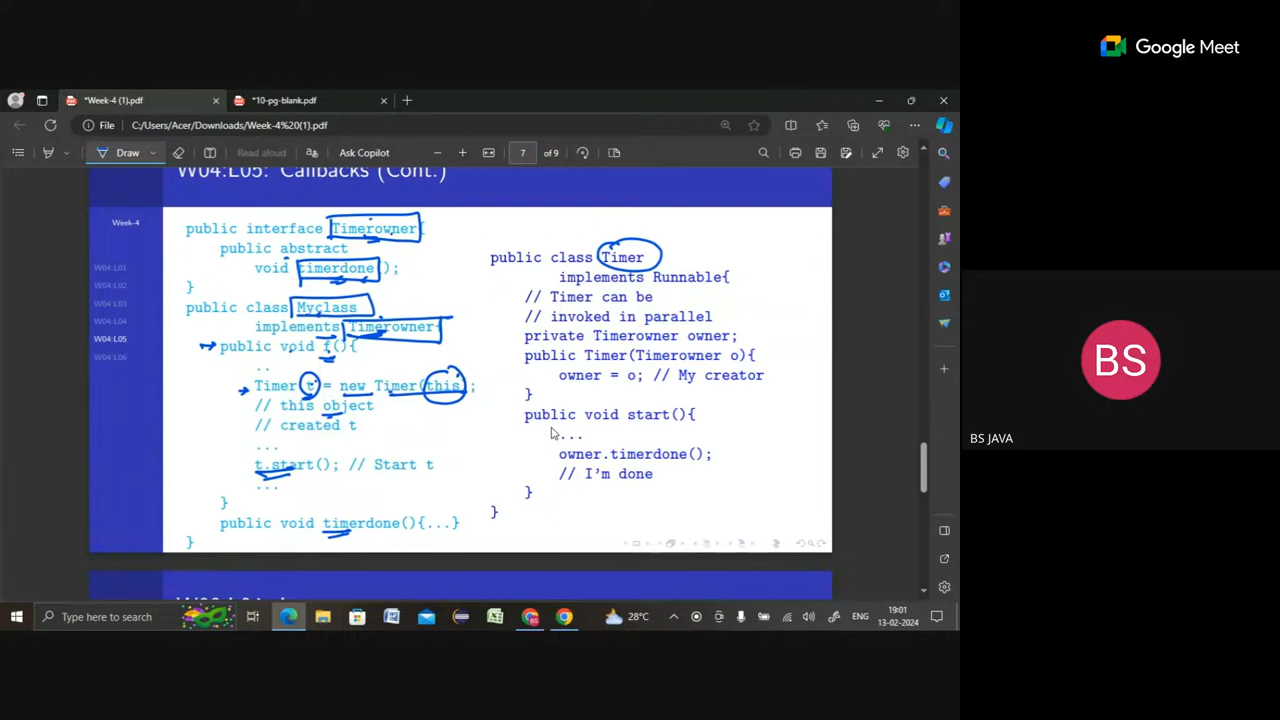 Google Meet
*Week-4 (1).pdf
*10-pg-blank.pdf
File
C:/Users/Acer/Downloads/Week-4%20(1).pdf
Draw
Read aloud
Ask Copilot
7
of 9
W04:L05: Callbacks (Cont.)
Week-4
W04:L01
W04:L02
W04:L03
W04:L04
W04:L05
W04:L06
public interface Timerowner{
public abstract
void timerdone();
}
public class Myclass
implements Timerowner{
public void f(){
..
Timer t = new Timer(this);
// this object
// created t
...
t.start(); // Start t
...
}
public void timerdone(){...}
}
public class Timer
implements Runnable{
// Timer can be
// invoked in parallel
private Timerowner owner;
public Timer(Timerowner o){
owner = o; // My creator
}
public void start(){
...
owner.timerdone();
// I'm done
}
}
BS
BS JAVA
Type here to search
28°C
ENG
19:01
13-02-2024